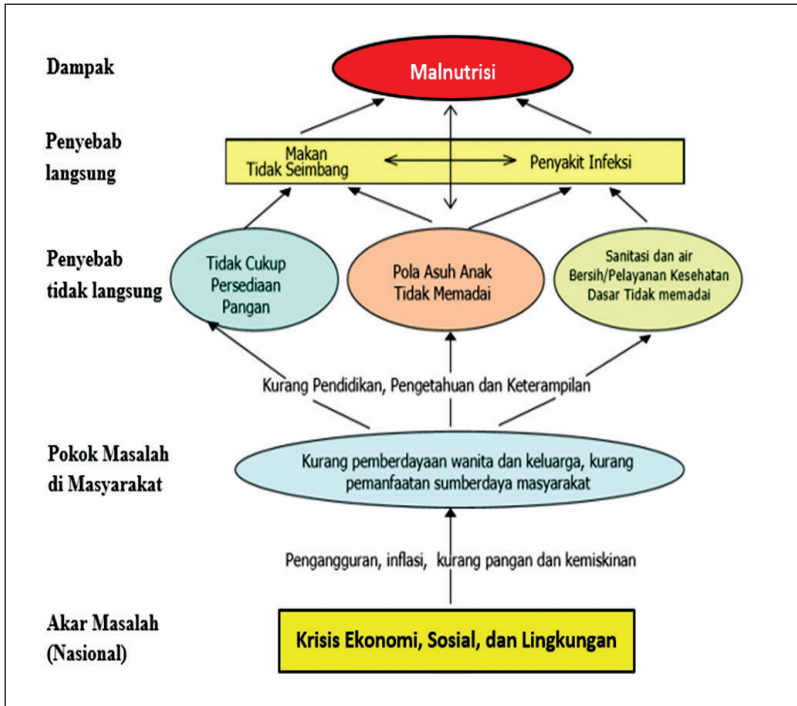 Dampak
Malnutrisi
Penyebab
langsung
Makan
Tidak Seimbang
Penyakit Infeksi
Penyebab
tidak langsung
Tidak Cukup
Persediaan
Pangan
Pola Asuh Anak
Tidak Memadai
Sanitasi dan air
Bersih/Pelayanan Kesehatan
Dasar Tidak memadai
Kurang Pendidikan, Pengetahuan dan Keterampilan
Pokok Masalah
di Masyarakat
Kurang pemberdayaan wanita dan keluarga, kurang
pemanfaatan sumberdaya masyarakat
Pengangguran, inflasi, kurang pangan dan kemiskinan
Akar Masalah
(Nasional)
Krisis Ekonomi, Sosial, dan Lingkungan